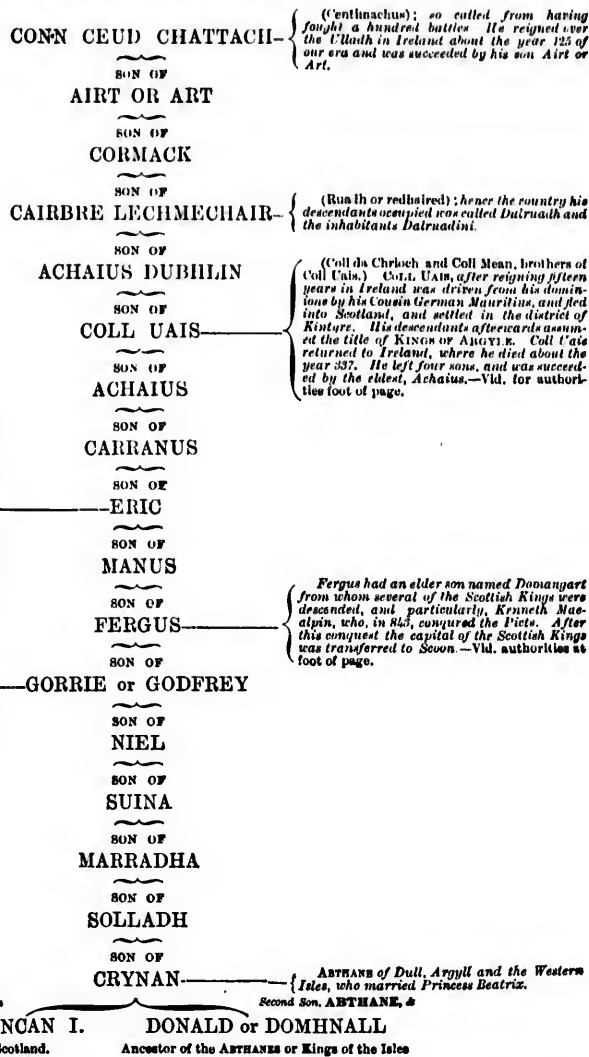 CON·N CEUD CHATTACH
(Centimachus); so called from having
fought a hundred battles He reigned over
the Ulladh in Ireland about the year 125 of
our era and was succeeded by his son Airt or
Art.
SON OF
AIRT OR ART
SON OF
CORMACK
SON OF
CAIRBRE LECHMECHAIR
(Ruadh or redhaired); hence the country his
descendants occupied was called Dalruadh and
the inhabitants Dalruadini.
SON OF
ACHAIUS DUBHLIN
SON OF
COLL UAIS
(Coll da Chrioch and Coll Mean, brothers of
Coll Uais.) COLL UAIS, after reigning fifteen
years in Ireland was driven from his domin-
ions by his Cousin German Mauritius, and fled
into Scotland, and settled in the district of
Kintyre. His descendants afterwards assum-
ed the title of KINGS OF ARGYLE. Coll Uais
returned to Ireland, where he died about the
year 337. He left four sons, and was succeed-
ed by the eldest, Achaius.—Vid. for authori-
ties foot of page.
SON OF
ACHAIUS
SON OF
CARRANUS
SON OF
ERIC
SON OF
MANUS
SON OF
FERGUS
Fergus had an elder son named Domangart
from whom several of the Scottish Kings were
descended, and particularly, Kenneth Mac-
alpin, who, in 843, conqured the Picts. After
this conquest the capital of the Scottish Kings
was transferred to Scoon.—Vid. authorities at
foot of page.
SON OF
GORRIE or GODFREY
SON OF
NIEL
SON OF
SUINA
SON OF
MARRADHA
SON OF
SOLLADH
SON OF
CRYNAN
ABTHANE of Dull, Argyll and the Western
Isles, who married Princess Beatrix.
Second Son, ABTHANE, &
NCAN I.
DONALD or DOMHNALL
Scotland.
Ancestor of the ABTHANES or Kings of the Isles